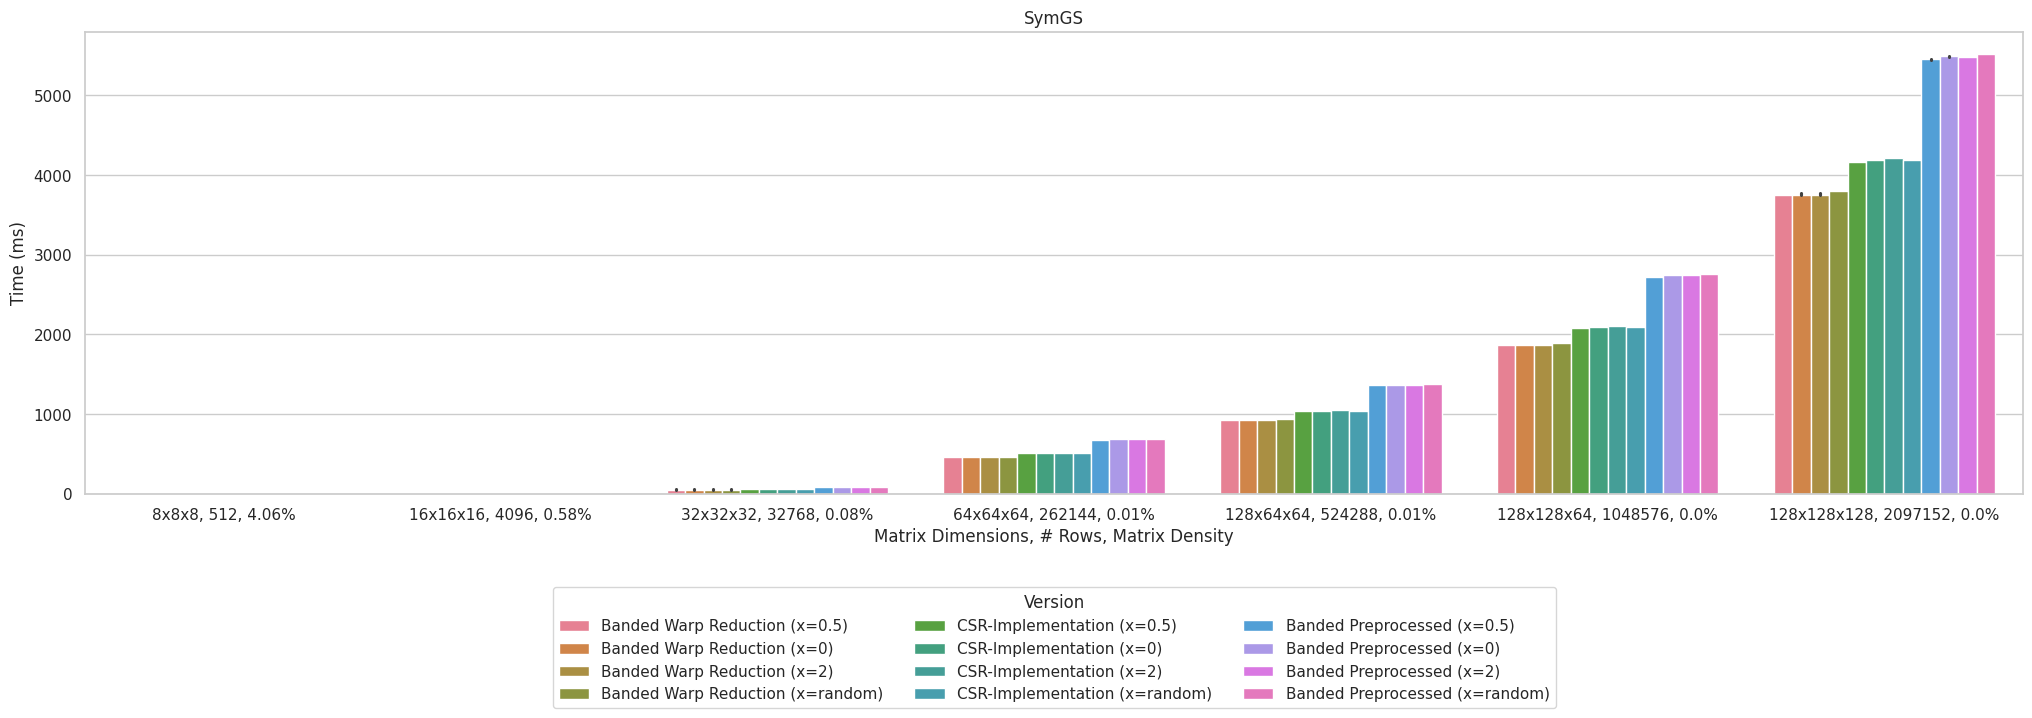 SymGS
Time (ms)
5000
4000
3000
2000
1000
0
8x8x8, 512, 4.06%
16x16x16, 4096, 0.58%
32x32x32, 32768, 0.08%
64x64x64, 262144, 0.01%
128x64x64, 524288, 0.01%
128x128x64, 1048576, 0.0%
128x128x128, 2097152, 0.0%
Matrix Dimensions, # Rows, Matrix Density
Version
Banded Warp Reduction (x=0.5)
Banded Warp Reduction (x=0)
Banded Warp Reduction (x=2)
Banded Warp Reduction (x=random)
CSR-Implementation (x=0.5)
CSR-Implementation (x=0)
CSR-Implementation (x=2)
CSR-Implementation (x=random)
Banded Preprocessed (x=0.5)
Banded Preprocessed (x=0)
Banded Preprocessed (x=2)
Banded Preprocessed (x=random)